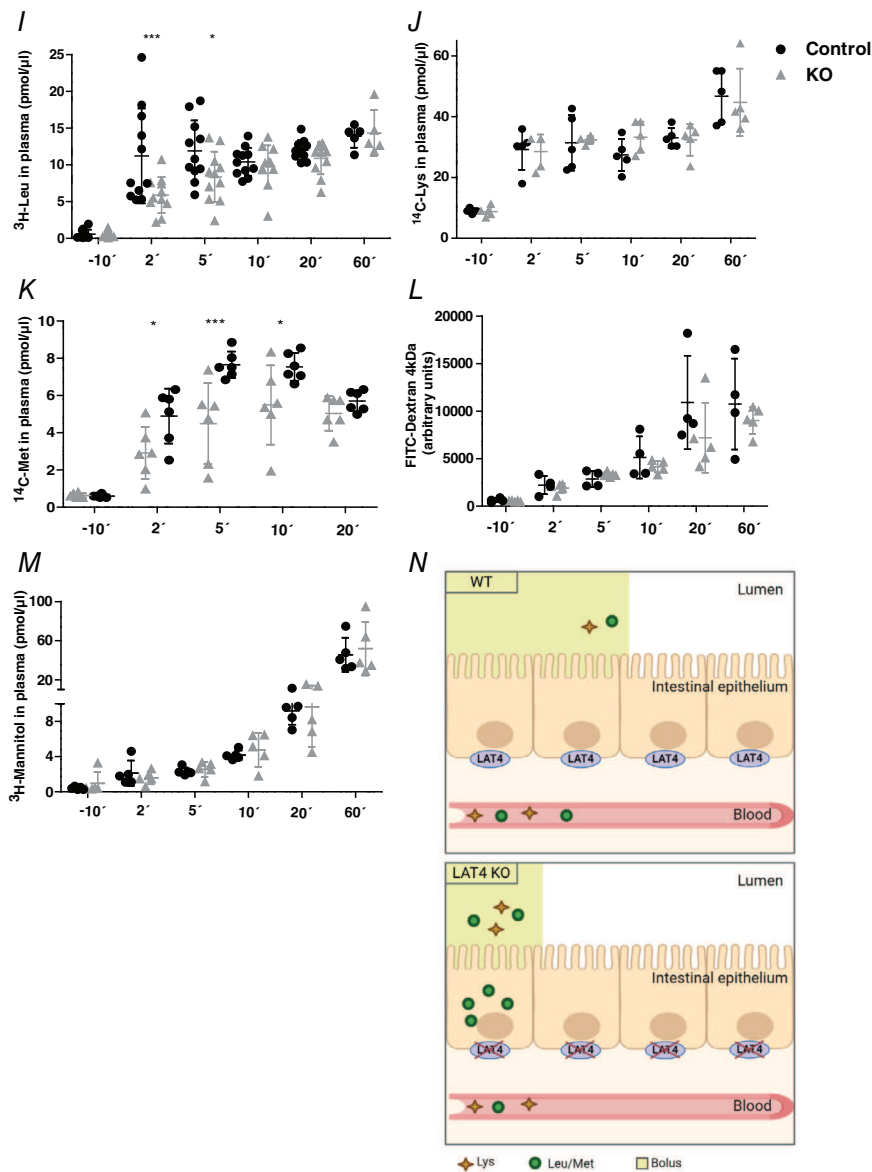 I
³H-Leu in plasma (pmol/µl)
25
20
15
10
5
0
*** *
-10´ 2´ 5´ 10´ 20´ 60´
J
¹⁴C-Lys in plasma (pmol/µl)
60
40
20
0
-10´ 2´ 5´ 10´ 20´ 60´
Control
KO
K
¹⁴C-Met in plasma (pmol/µl)
10
8
6
4
2
0
* *** *
-10´ 2´ 5´ 10´ 20´
L
FITC-Dextran 4kDa
(arbitrary units)
20000
15000
10000
5000
0
-10´ 2´ 5´ 10´ 20´ 60´
M
³H-Mannitol in plasma (pmol/µl)
100
60
20
8
4
0
-10´ 2´ 5´ 10´ 20´ 60´
N
WT
Lumen
Intestinal epithelium
LAT4 LAT4 LAT4 LAT4
Blood
LAT4 KO
Lumen
Intestinal epithelium
LAT4 LAT4 LAT4 LAT4
Blood
Lys Leu/Met Bolus